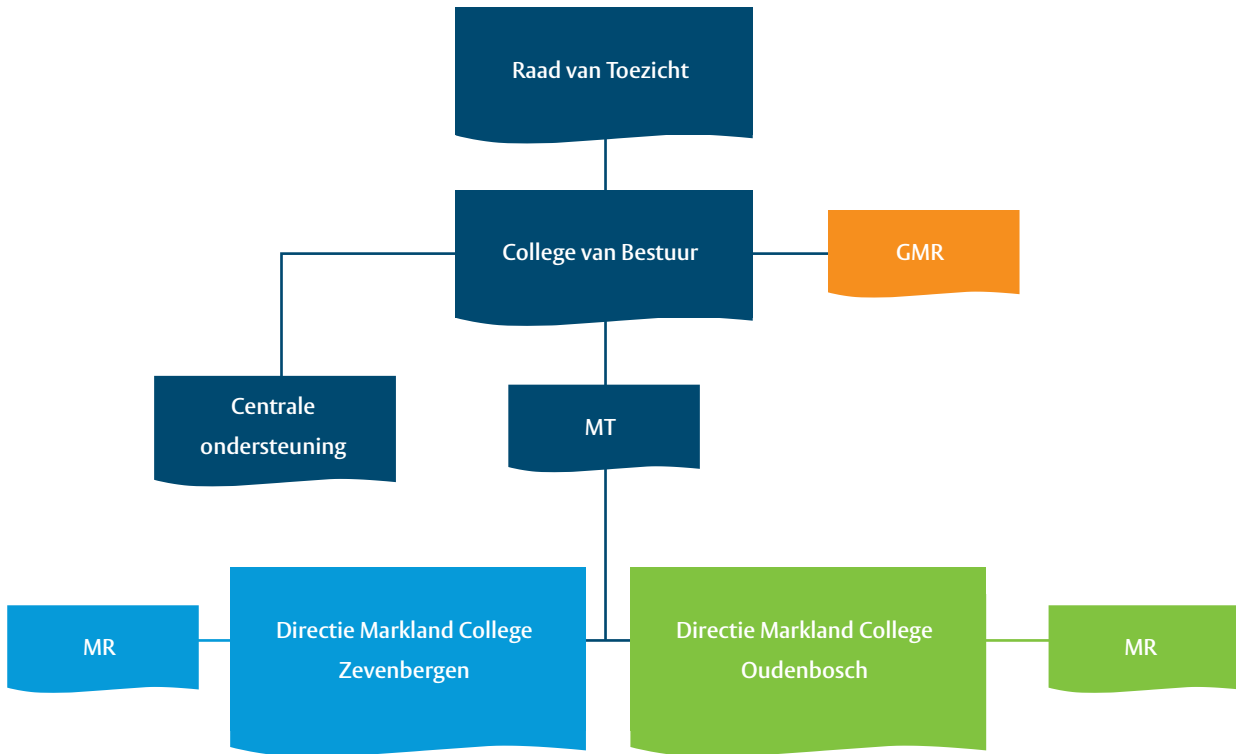 Raad van Toezicht
College van Bestuur
GMR
Centrale
ondersteuning
MT
MR
Directie Markland College
Zevenbergen
Directie Markland College
Oudenbosch
MR